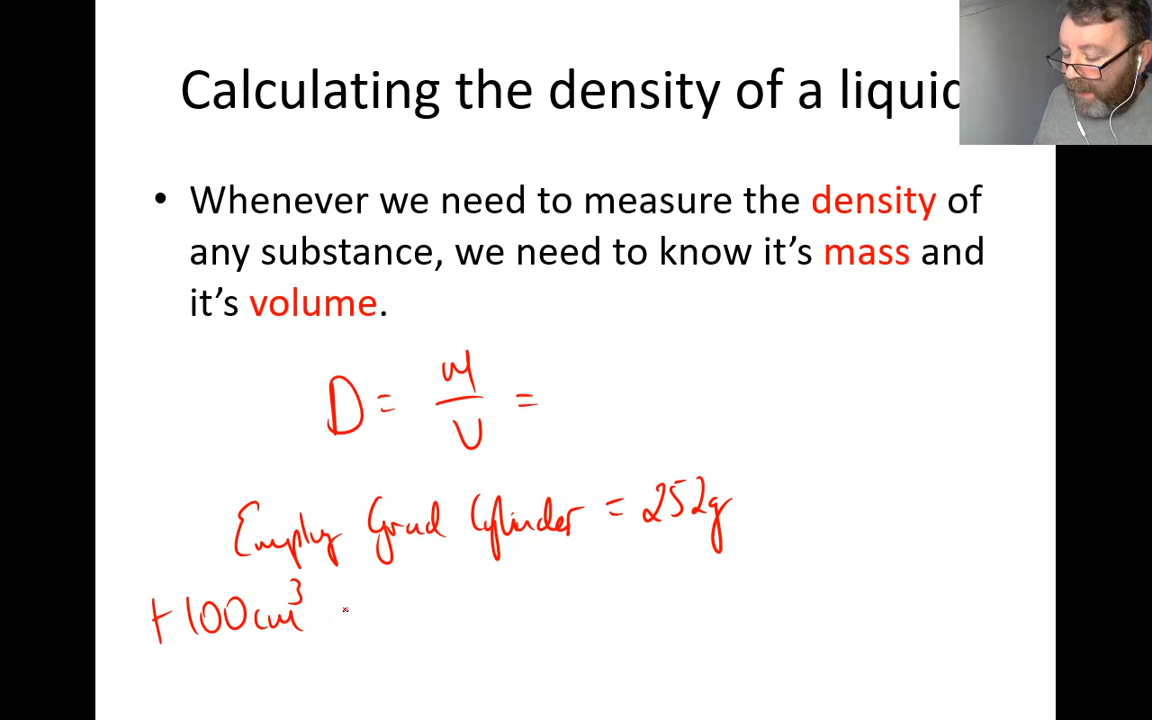 Calculating the density of a liquid
• Whenever we need to measure the density of
any substance, we need to know it's mass and
it's volume.
D = M/V =
Empty Grad Cylinder = 252g
+100cm³